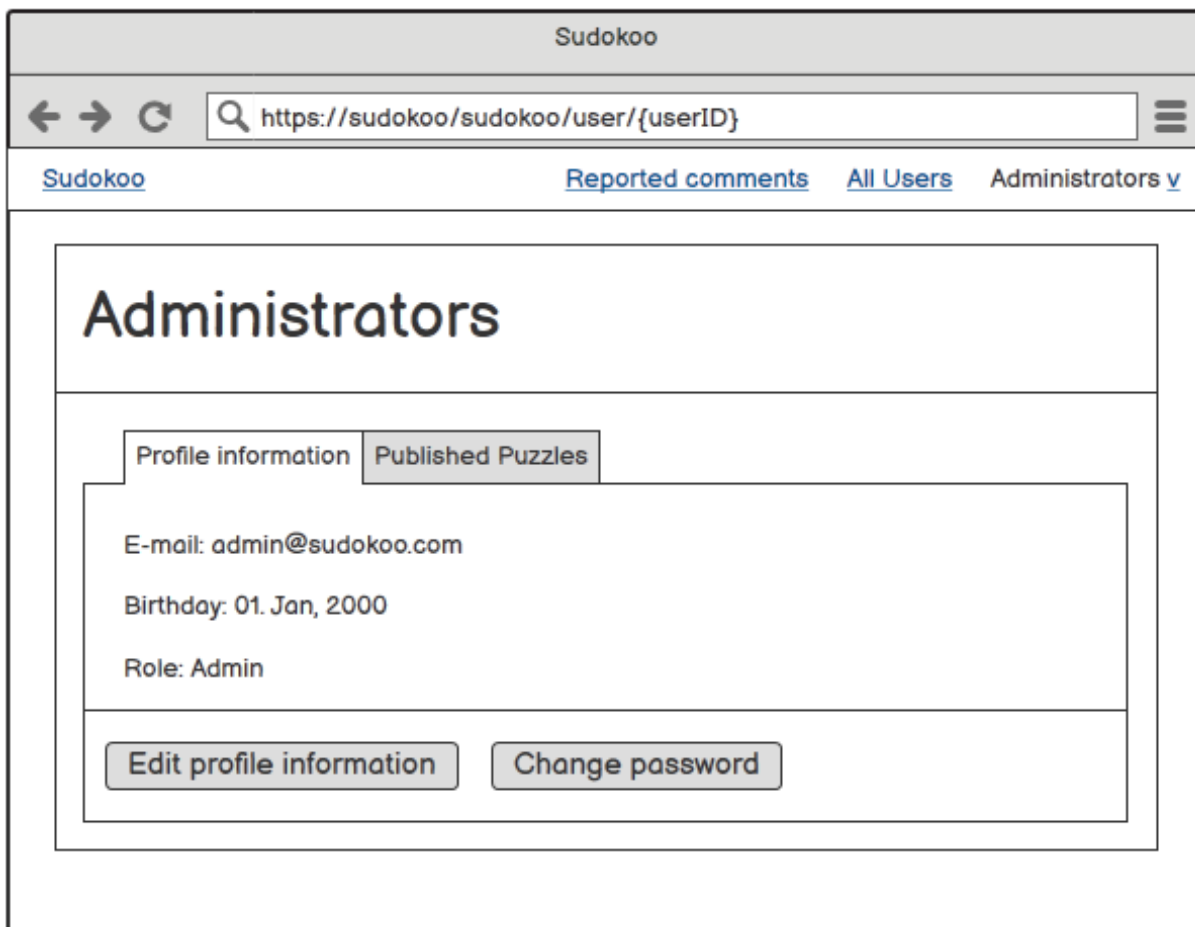 Sudokoo
https://sudokoo/sudokoo/user/{userID}
Sudokoo Reported comments All Users Administrators v
Administrators
Profile information Published Puzzles
E-mail: admin@sudokoo.com
Birthday: 01. Jan, 2000
Role: Admin
Edit profile information Change password